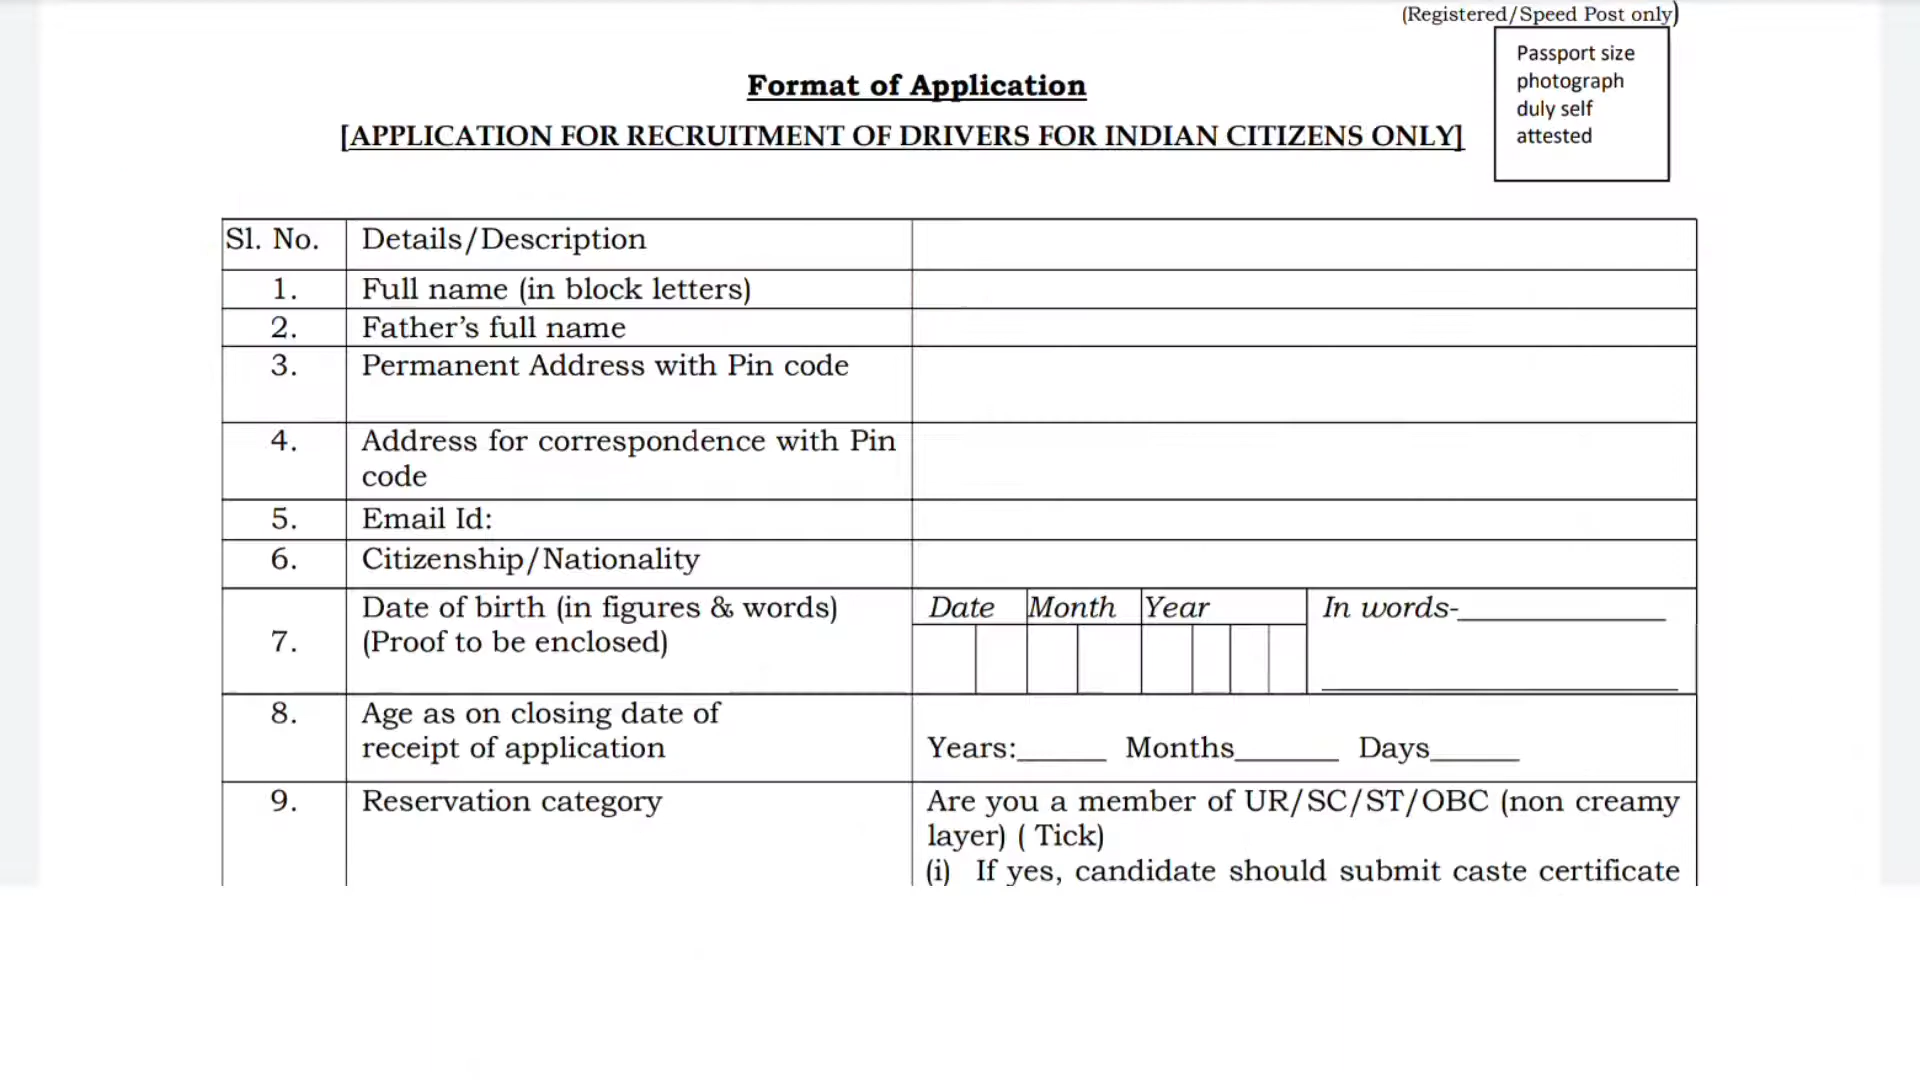 (Registered/Speed Post only)
Passport size
photograph
duly self
attested
Format of Application
[APPLICATION FOR RECRUITMENT OF DRIVERS FOR INDIAN CITIZENS ONLY]
Sl. No. Details/Description
1. Full name (in block letters)
2. Father’s full name
3. Permanent Address with Pin code
4. Address for correspondence with Pin
code
5. Email Id:
6. Citizenship/Nationality
7. Date of birth (in figures & words)
(Proof to be enclosed)
Date Month Year In words-
8. Age as on closing date of
receipt of application
Years:______ Months_______ Days______
9. Reservation category
Are you a member of UR/SC/ST/OBC (non creamy
layer) ( Tick)
(i) If yes, candidate should submit caste certificate